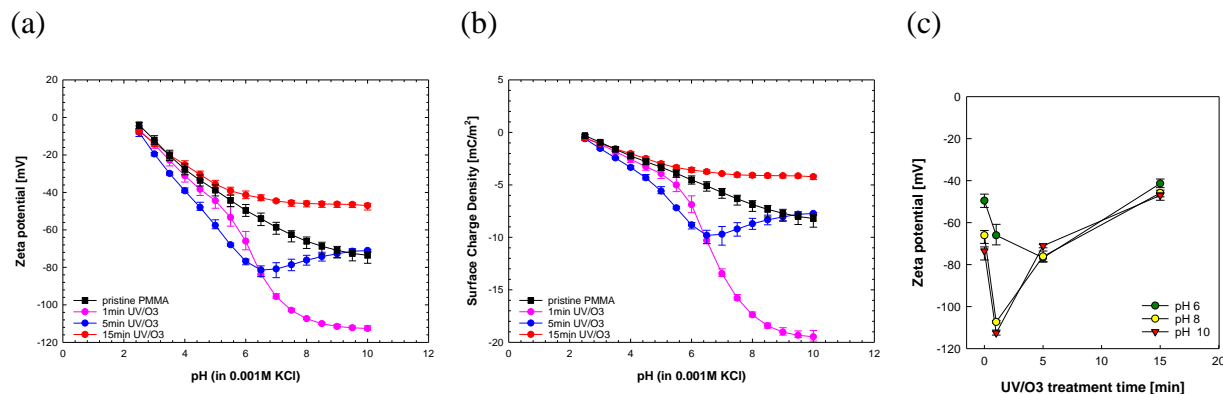 (a)
(b)
(c)
Zeta potential [mV]
20
0
-20
-40
-60
-80
-100
-120
pristine PMMA
1min UV/O3
5min UV/O3
15min UV/O3
0 2 4 6 8 10 12
pH (in 0.001M KCl)
Surface Charge Density [mC/m²]
5
0
-5
-10
-15
-20
pristine PMMA
1min UV/O3
5min UV/O3
15min UV/O3
0 2 4 6 8 10 12
pH (in 0.001M KCl)
Zeta potential [mV]
0
-20
-40
-60
-80
-100
-120
pH 6
pH 8
pH 10
0 5 10 15 20
UV/O3 treatment time [min]